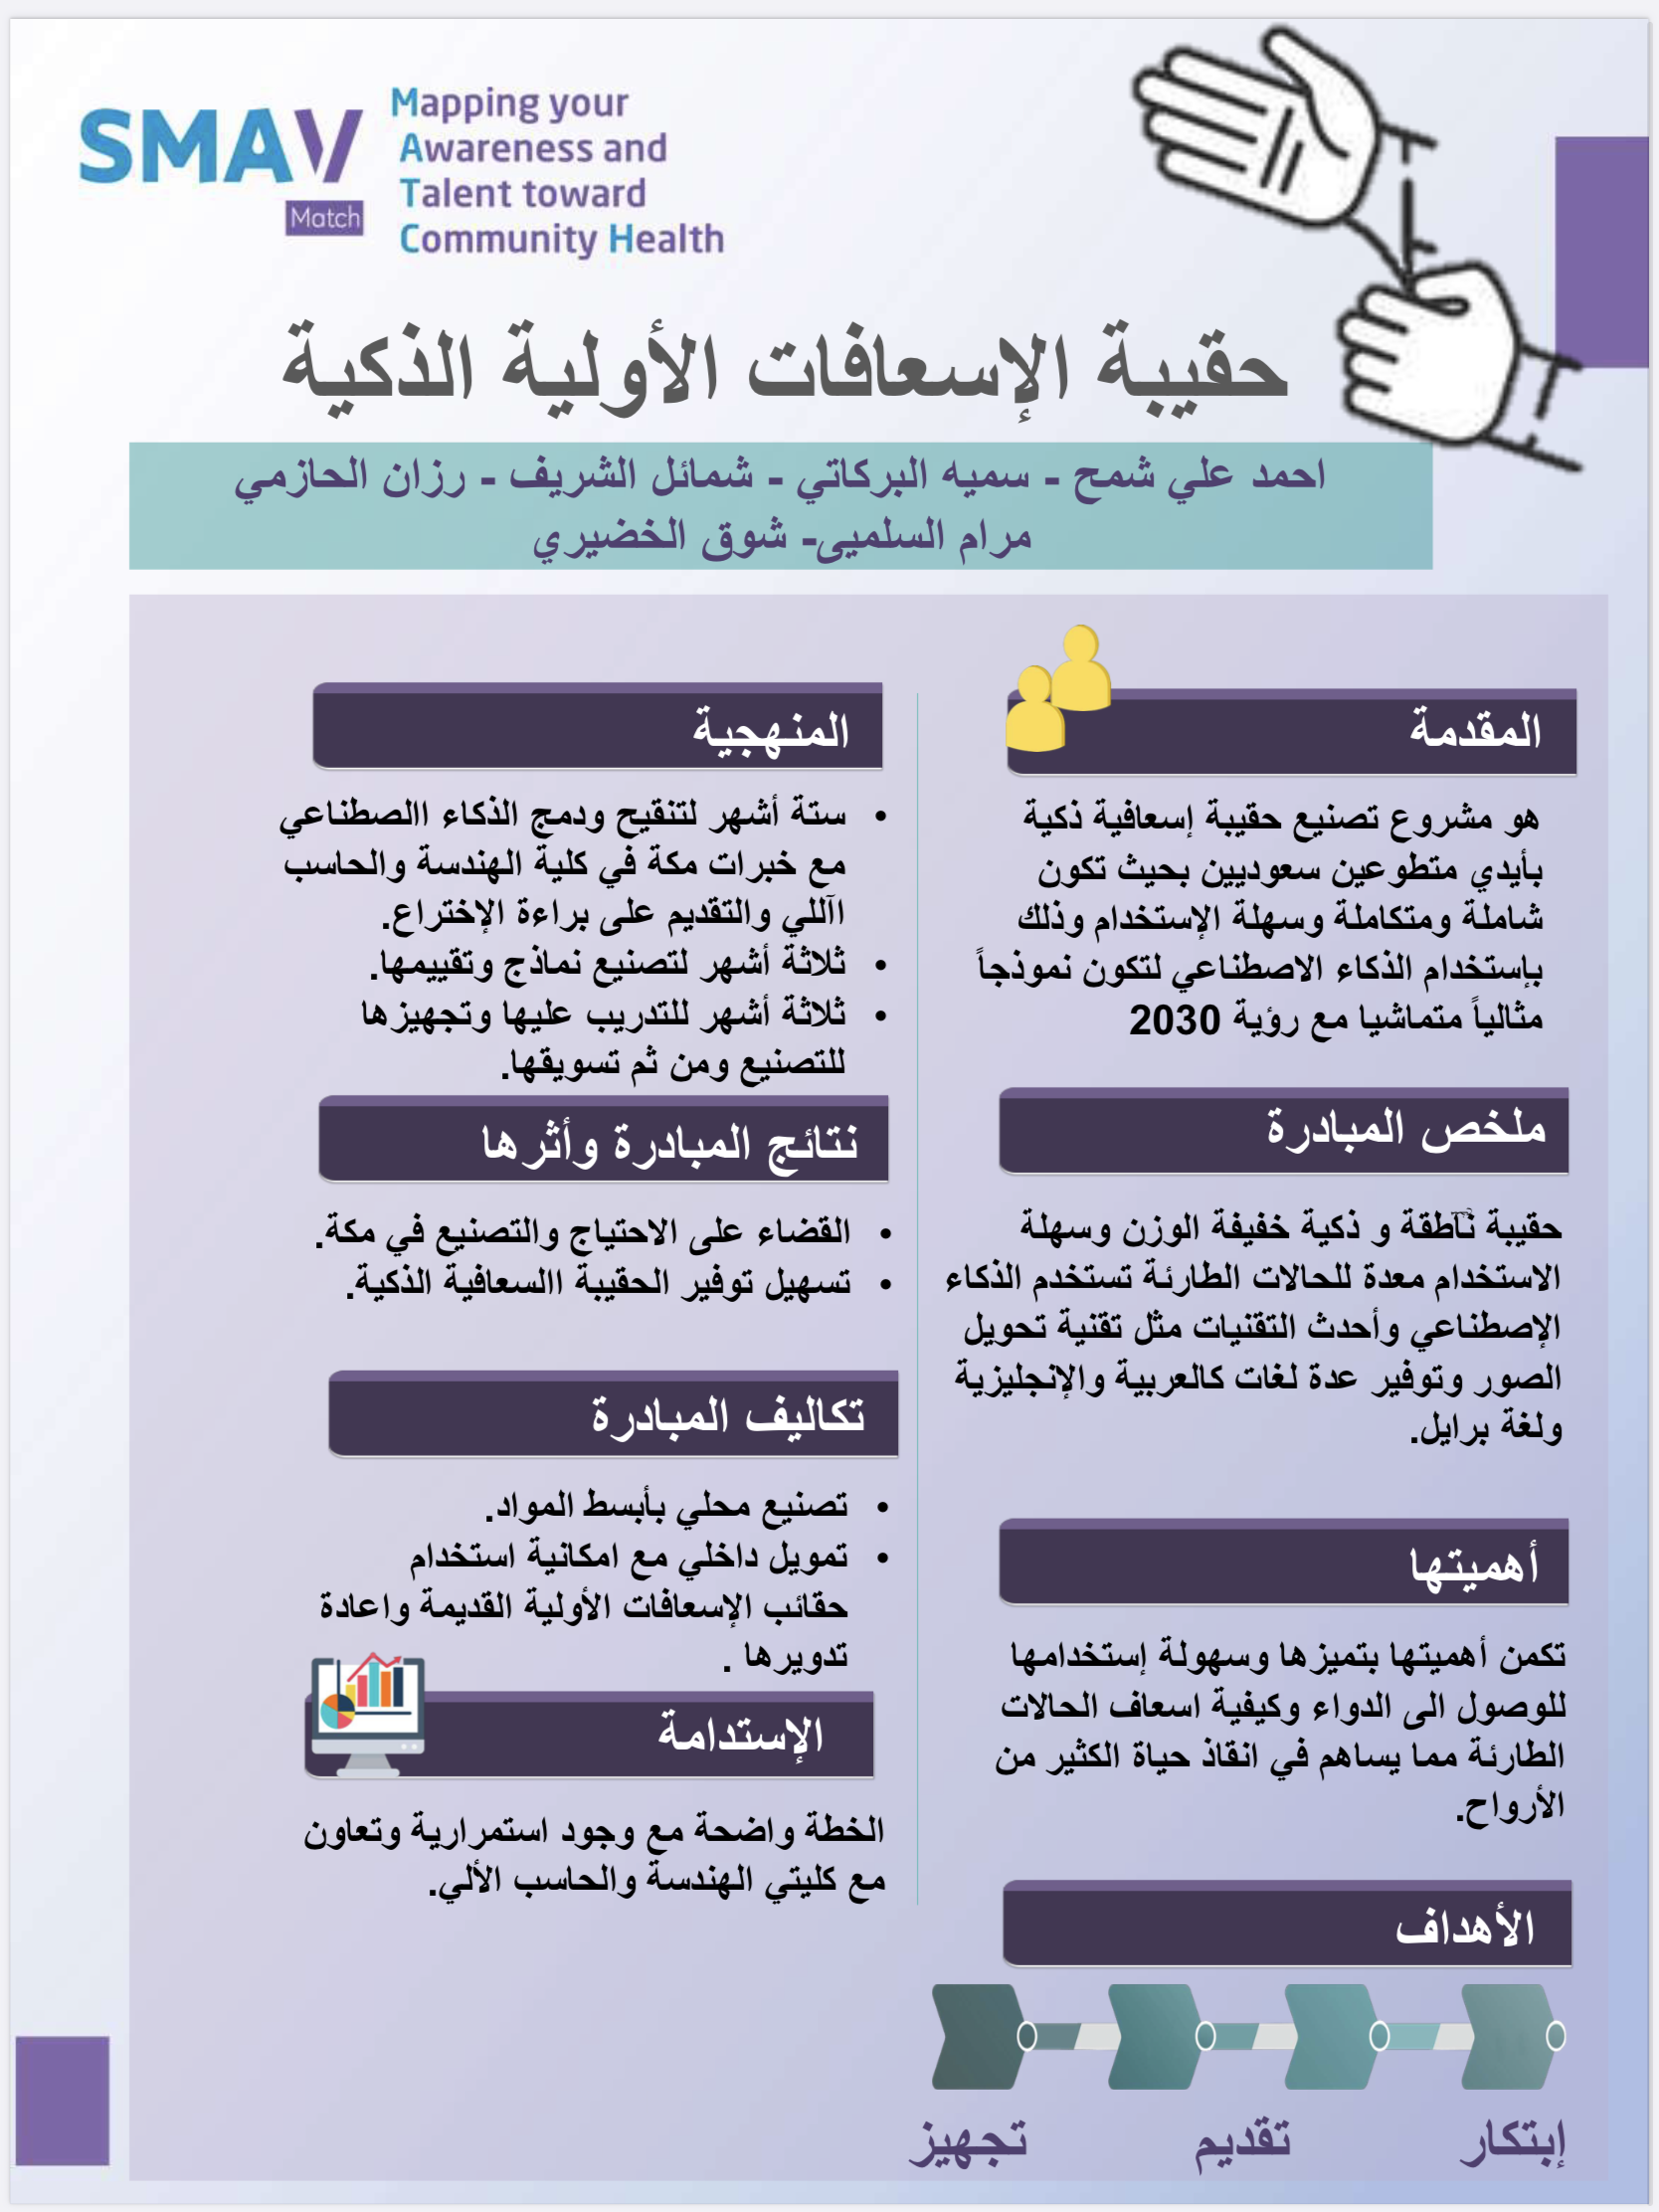 SMAV
Match
Mapping your
Awareness and
Talent toward
Community Health
حقيبة الإسعافات الأولية الذكية
احمد علي شمح - سميه البركاتي - شمائل الشريف - رزان الحازمي
مرام السلميى- شوق الخضيري
المقدمة
هو مشروع تصنيع حقيبة إسعافية ذكية
بأيدي متطوعين سعوديين بحيث تكون
شاملة ومتكاملة وسهلة الإستخدام وذلك
بإستخدام الذكاء الاصطناعي لتكون نموذجاً
مثالياً متماشيا مع رؤية 2030
ملخص المبادرة
حقيبة ناطقة و ذكية خفيفة الوزن وسهلة
الاستخدام معدة للحالات الطارئة تستخدم الذكاء
الإصطناعي وأحدث التقنيات مثل تقنية تحويل
الصور وتوفير عدة لغات كالعربية والإنجليزية
ولغة برايل.
أهميتها
تكمن أهميتها بتميزها وسهولة إستخدامها
للوصول الى الدواء وكيفية اسعاف الحالات
الطارئة مما يساهم في انقاذ حياة الكثير من
الأرواح.
الأهداف
إبتكار
تقديم
تجهيز
المنهجية
• ستة أشهر لتنقيح ودمج الذكاء االصطناعي
مع خبرات مكة في كلية الهندسة والحاسب
اآللي والتقديم على براءة الإختراع.
• ثلاثة أشهر لتصنيع نماذج وتقييمها.
• ثلاثة أشهر للتدريب عليها وتجهيزها
للتصنيع ومن ثم تسويقها.
نتائج المبادرة وأثرها
• القضاء على الاحتياج والتصنيع في مكة.
• تسهيل توفير الحقيبة االسعافية الذكية.
تكاليف المبادرة
• تصنيع محلي بأبسط المواد.
• تمويل داخلي مع امكانية استخدام
حقائب الإسعافات الأولية القديمة واعادة
تدويرها .
الإستدامة
الخطة واضحة مع وجود استمرارية وتعاون
مع كليتي الهندسة والحاسب الألي.